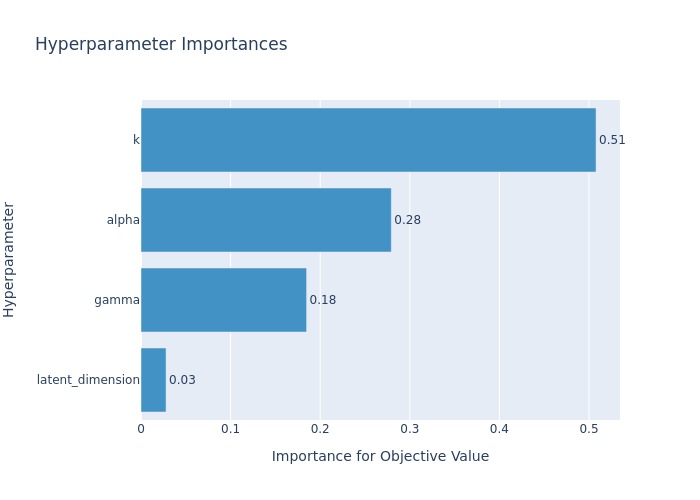 Hyperparameter Importances
Hyperparameter
k
0.51
alpha
0.28
gamma
0.18
latent_dimension
0.03
0
0.1
0.2
0.3
0.4
0.5
Importance for Objective Value